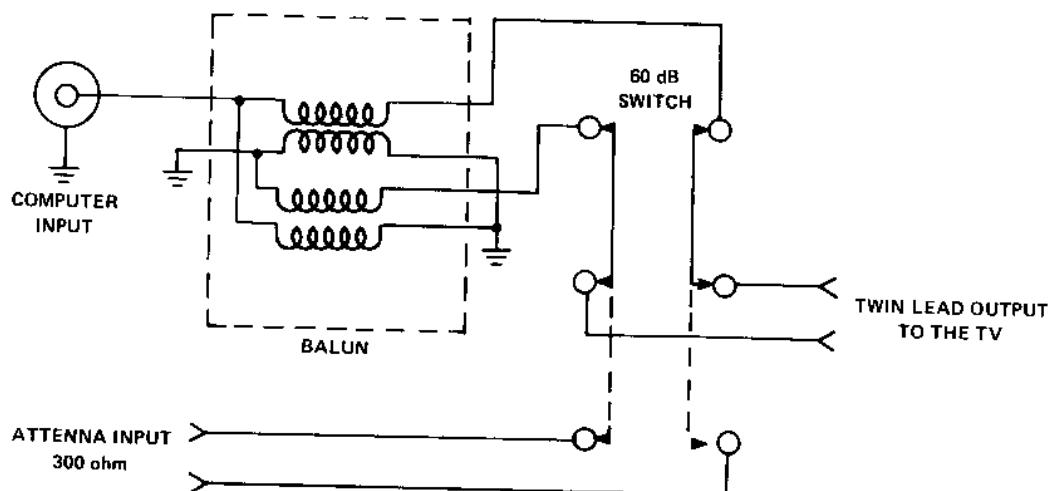 60 dB
SWITCH
COMPUTER
INPUT
BALUN
TWIN LEAD OUTPUT
TO THE TV
ATTENNA INPUT
300 ohm